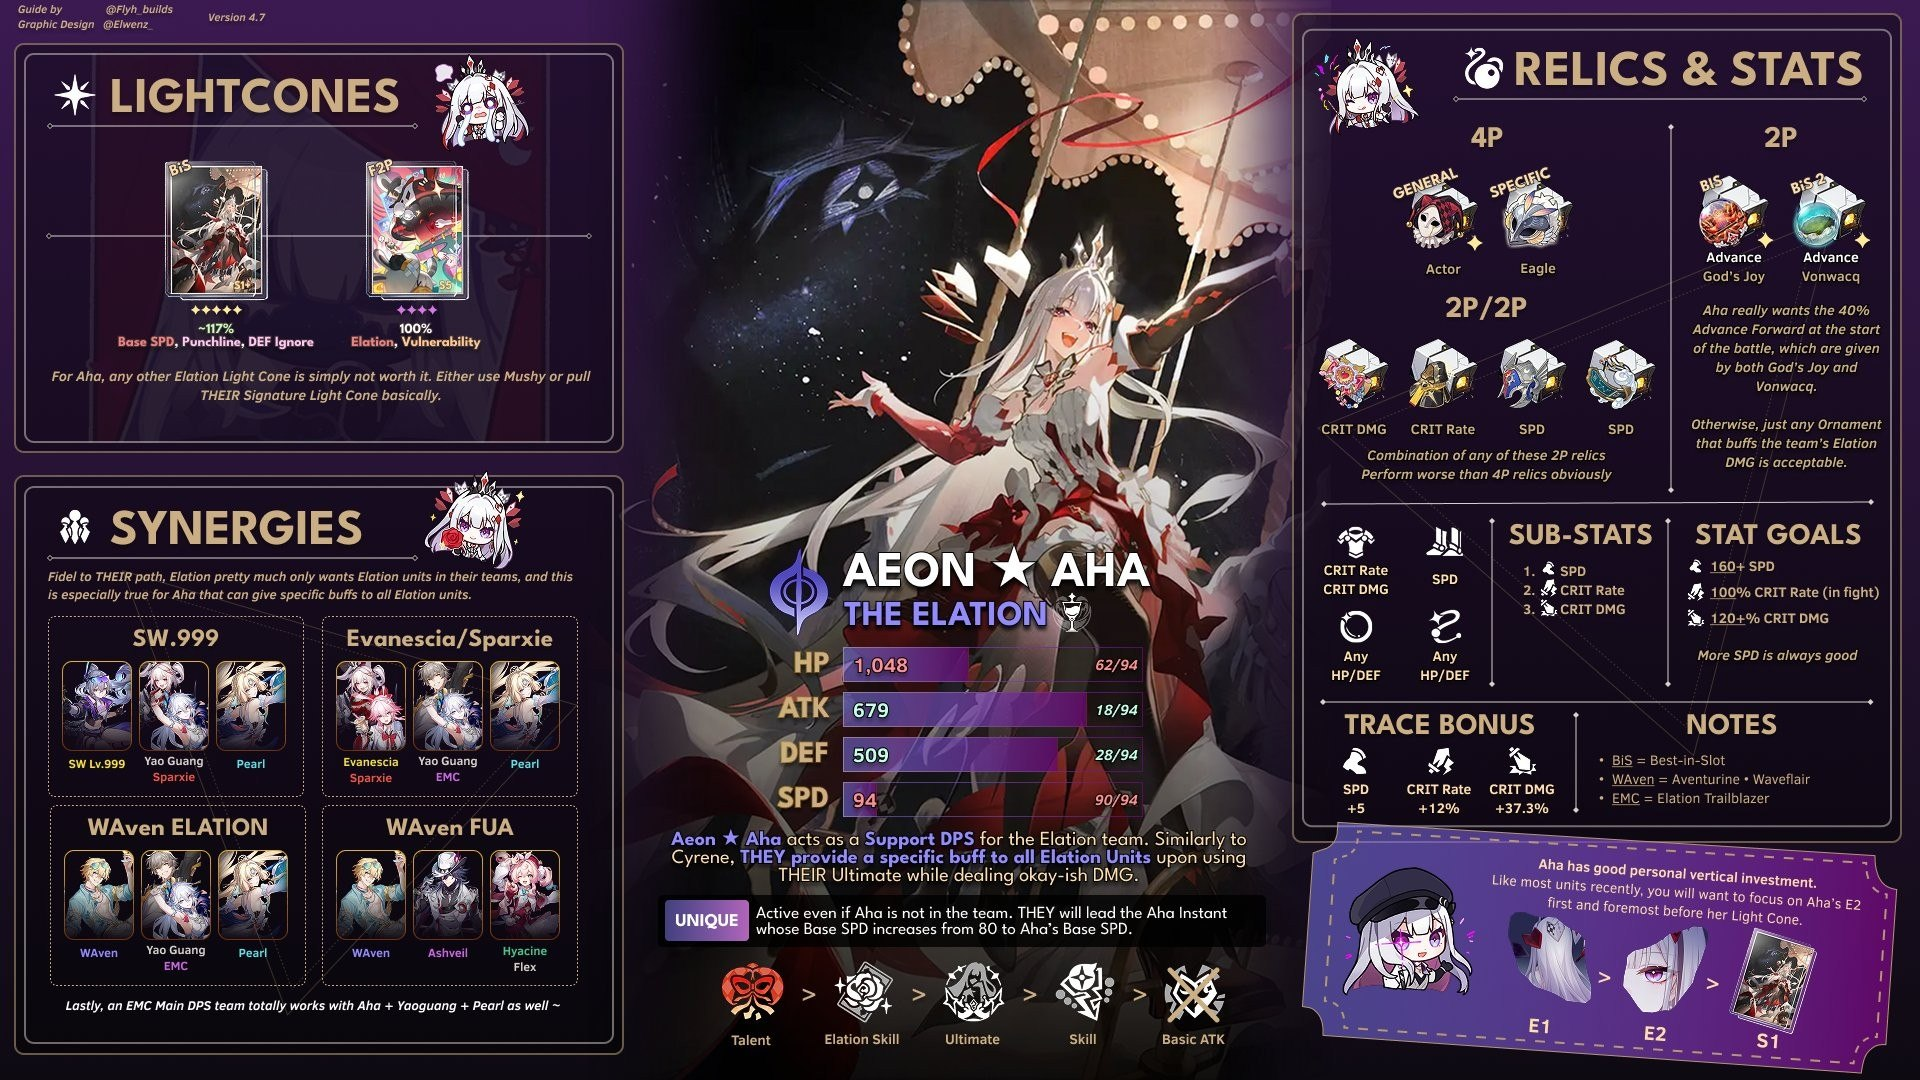 Guide by @Flyh_builds
Graphic Design @Elwenz_
Version 4.7
LIGHTCONES
BiS
S1+
F2P
S5
~117%
Base SPD, Punchline, DEF Ignore
100%
Elation, Vulnerability
For Aha, any other Elation Light Cone is simply not worth it. Either use Mushy or pull
THEIR Signature Light Cone basically.
SYNERGIES
Fidel to THEIR path, Elation pretty much only wants Elation units in their teams, and this
is especially true for Aha that can give specific buffs to all Elation units.
SW.999
SW Lv.999
Yao Guang
Sparxie
Pearl
Evanescia/Sparxie
Evanescia
Sparxie
Yao Guang
EMC
Pearl
WAven ELATION
WAven
Yao Guang
EMC
Pearl
WAven FUA
WAven
Ashveil
Hyacine
Flex
Lastly, an EMC Main DPS team totally works with Aha + Yaoguang + Pearl as well ~
AEON ★ AHA
THE ELATION
HP 1,048 62/94
ATK 679 18/94
DEF 509 28/94
SPD 94 90/94
Aeon ★ Aha acts as a Support DPS for the Elation team. Similarly to
Cyrene, THEY provide a specific buff to all Elation Units upon using
THEIR Ultimate while dealing okay-ish DMG.
UNIQUE
Active even if Aha is not in the team. THEY will lead the Aha Instant
whose Base SPD increases from 80 to Aha's Base SPD.
> > > >
Talent
Elation Skill
Ultimate
Skill
Basic ATK
RELICS & STATS
4P
GENERAL
Actor
SPECIFIC
Eagle
2P/2P
CRIT DMG
CRIT Rate
SPD
SPD
Combination of any of these 2P relics
Perform worse than 4P relics obviously
2P
BiS
Advance
God's Joy
BiS 2
Advance
Vonwacq
Aha really wants the 40%
Advance Forward at the start
of the battle, which are given
by both God's Joy and
Vonwacq.
Otherwise, just any Ornament
that buffs the team's Elation
DMG is acceptable.
CRIT Rate
CRIT DMG
SPD
Any
HP/DEF
Any
HP/DEF
SUB-STATS
1. SPD
2. CRIT Rate
3. CRIT DMG
STAT GOALS
160+ SPD
100% CRIT Rate (in fight)
120+% CRIT DMG
More SPD is always good
TRACE BONUS
SPD
+5
CRIT Rate
+12%
CRIT DMG
+37.3%
NOTES
• BiS = Best-in-Slot
• WAven = Aventurine • Waveflair
• EMC = Elation Trailblazer
Aha has good personal vertical investment.
Like most units recently, you will want to focus on Aha's E2
first and foremost before her Light Cone.
E1 > E2 > S1